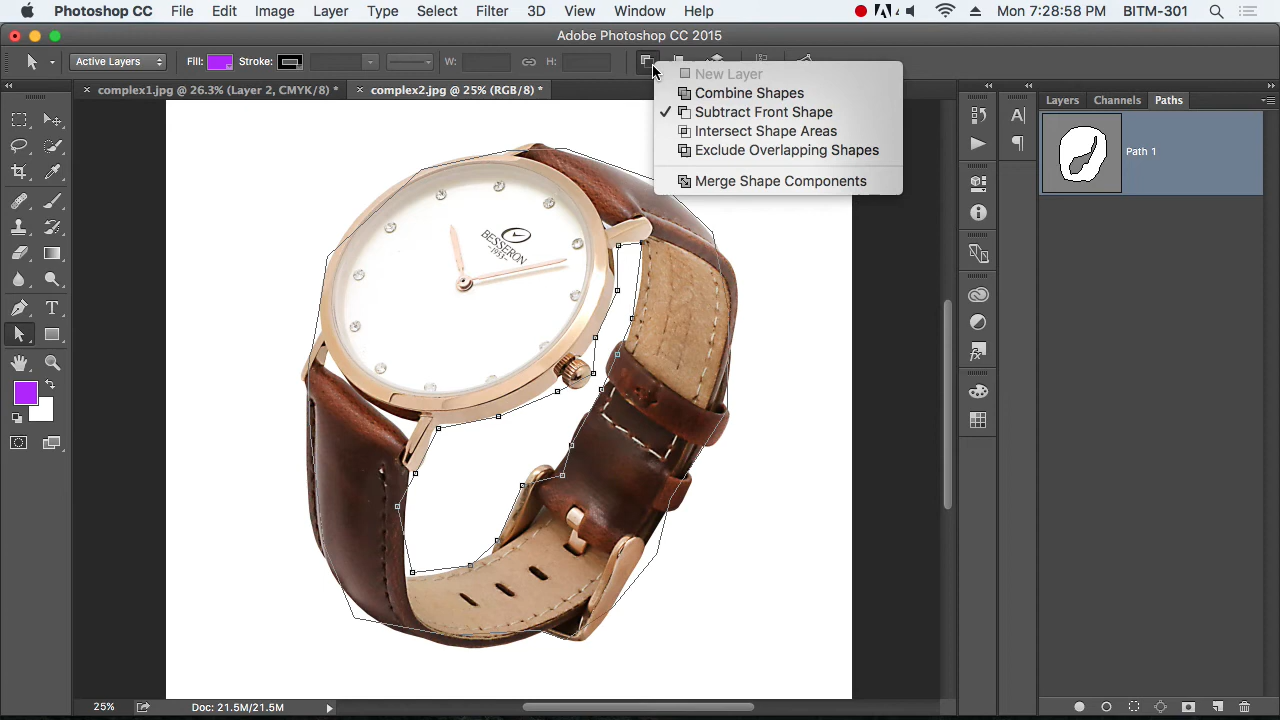 Photoshop CC File Edit Image Layer Type Select Filter 3D View Window Help Mon 7:28:58 PM BITM-301
Adobe Photoshop CC 2015
Active Layers Fill: Stroke: W: H:
New Layer
Combine Shapes
Subtract Front Shape
Intersect Shape Areas
Exclude Overlapping Shapes
Merge Shape Components
complex1.jpg @ 26.3% (Layer 2, CMYK/8) * complex2.jpg @ 25% (RGB/8) *
Layers Channels Paths
Path 1
BESSERON
1953
25% Doc: 21.5M/21.5M